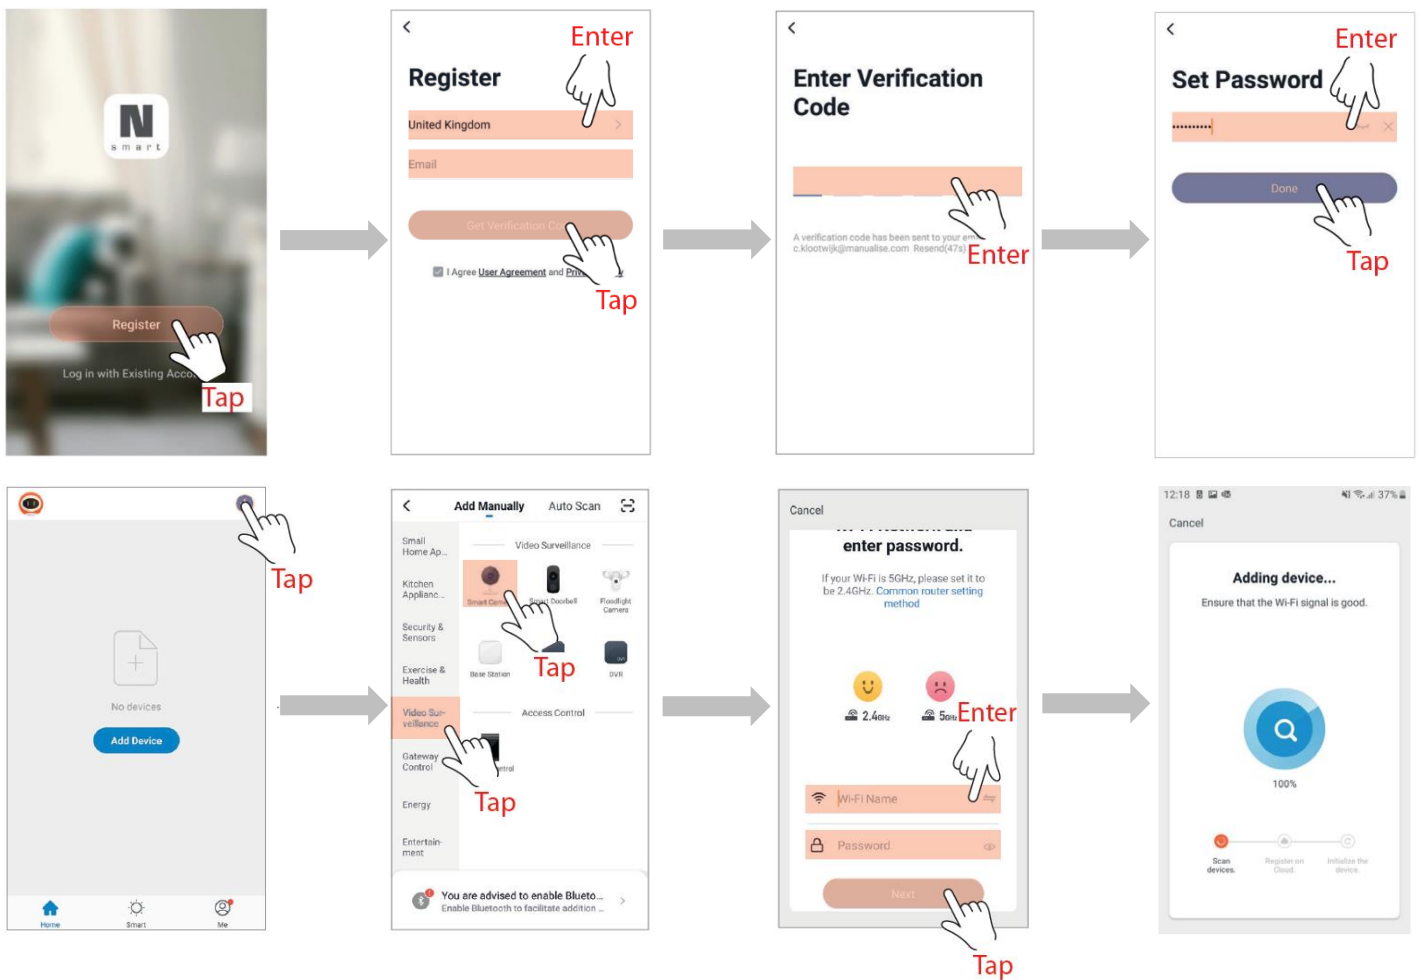 N
smart
Register
Log in with Existing Acco
Tap
Enter
Register
United Kingdom
Email
Get Verification Co
I Agree User Agreement and Priv
Tap
Enter Verification
Code
A verification code has been sent to your em
c.klootwijk@manualise.com Resend(47s)
Enter
Enter
Set Password
Done
Tap
Tap
No devices
Add Device
Home
Smart
Me
Add Manually
Auto Scan
Small
Home Ap...
Kitchen
Applianc...
Security &
Sensors
Exercise &
Health
Video Sur-
veillance
Gateway
Control
Energy
Entertain-
ment
Video Surveillance
Smart Came
Smart Doorbell
Floodlight
Camera
Base Station
Tap
DVR
Access Control
ntrol
Tap
You are advised to enable Blueto...
Enable Bluetooth to facilitate addition ...
Cancel
enter password.
If your Wi-Fi is 5GHz, please set it to
be 2.4GHz. Common router setting
method
2.4GHz
5GHz
Enter
Wi-Fi Name
Password
Next
Tap
12:18
37%
Cancel
Adding device...
Ensure that the Wi-Fi signal is good.
100%
Scan
devices.
Register on
Cloud.
Initialize the
device.